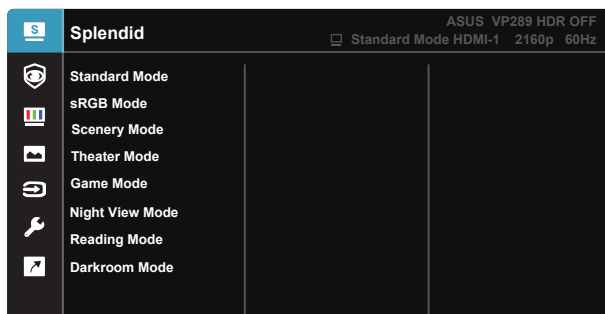 S
Splendid
ASUS VP289 HDR OFF
Standard Mode HDMI-1 2160p 60Hz
Standard Mode
sRGB Mode
Scenery Mode
Theater Mode
Game Mode
Night View Mode
Reading Mode
Darkroom Mode